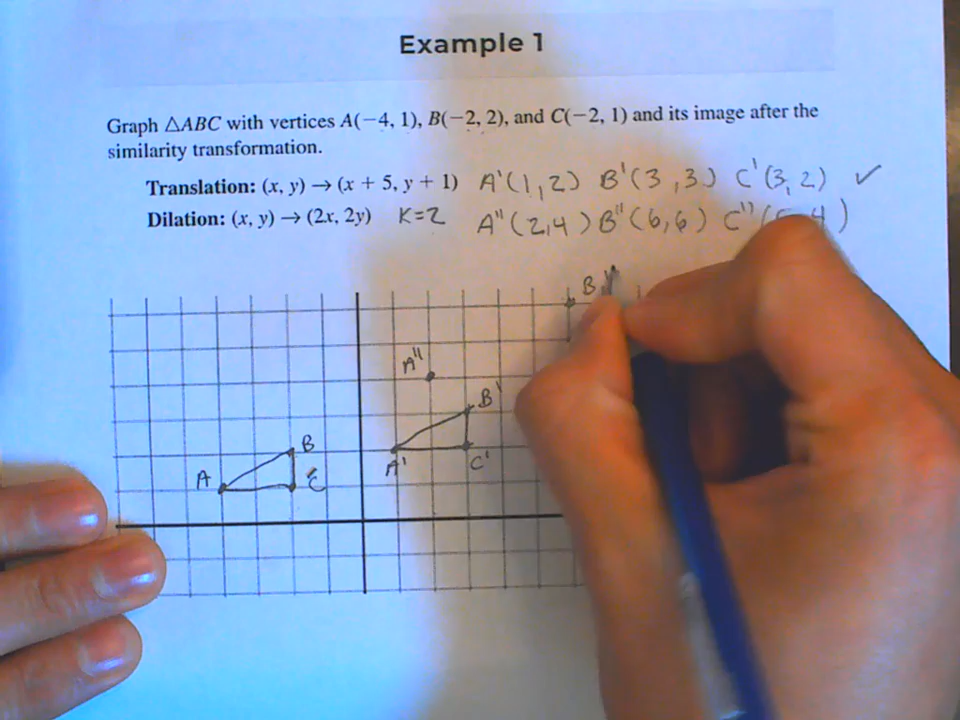 Example 1
Graph △ABC with vertices A(−4, 1), B(−2, 2), and C(−2, 1) and its image after the
similarity transformation.
Translation: (x, y) → (x + 5, y + 1) A'(1,2) B'(3,3) C'(3,2) ✓
Dilation: (x, y) → (2x, 2y) K=2 A"(2,4) B"(6,6) C"( 4)
B"
A"
B'
B
A'
C'
A
C